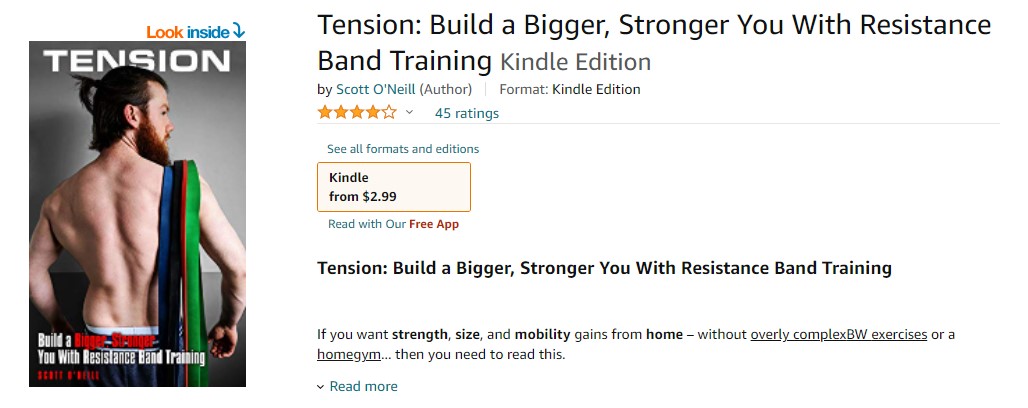 Look inside
TENSION
Build a Bigger, Stronger
You With Resistance Band Training
SCOTT O'NEILL
Tension: Build a Bigger, Stronger You With Resistance
Band Training Kindle Edition
by Scott O'Neill (Author) Format: Kindle Edition
45 ratings
See all formats and editions
Kindle
from $2.99
Read with Our Free App
Tension: Build a Bigger, Stronger You With Resistance Band Training
If you want strength, size, and mobility gains from home – without overly complexBW exercises or a
homegym... then you need to read this.
Read more